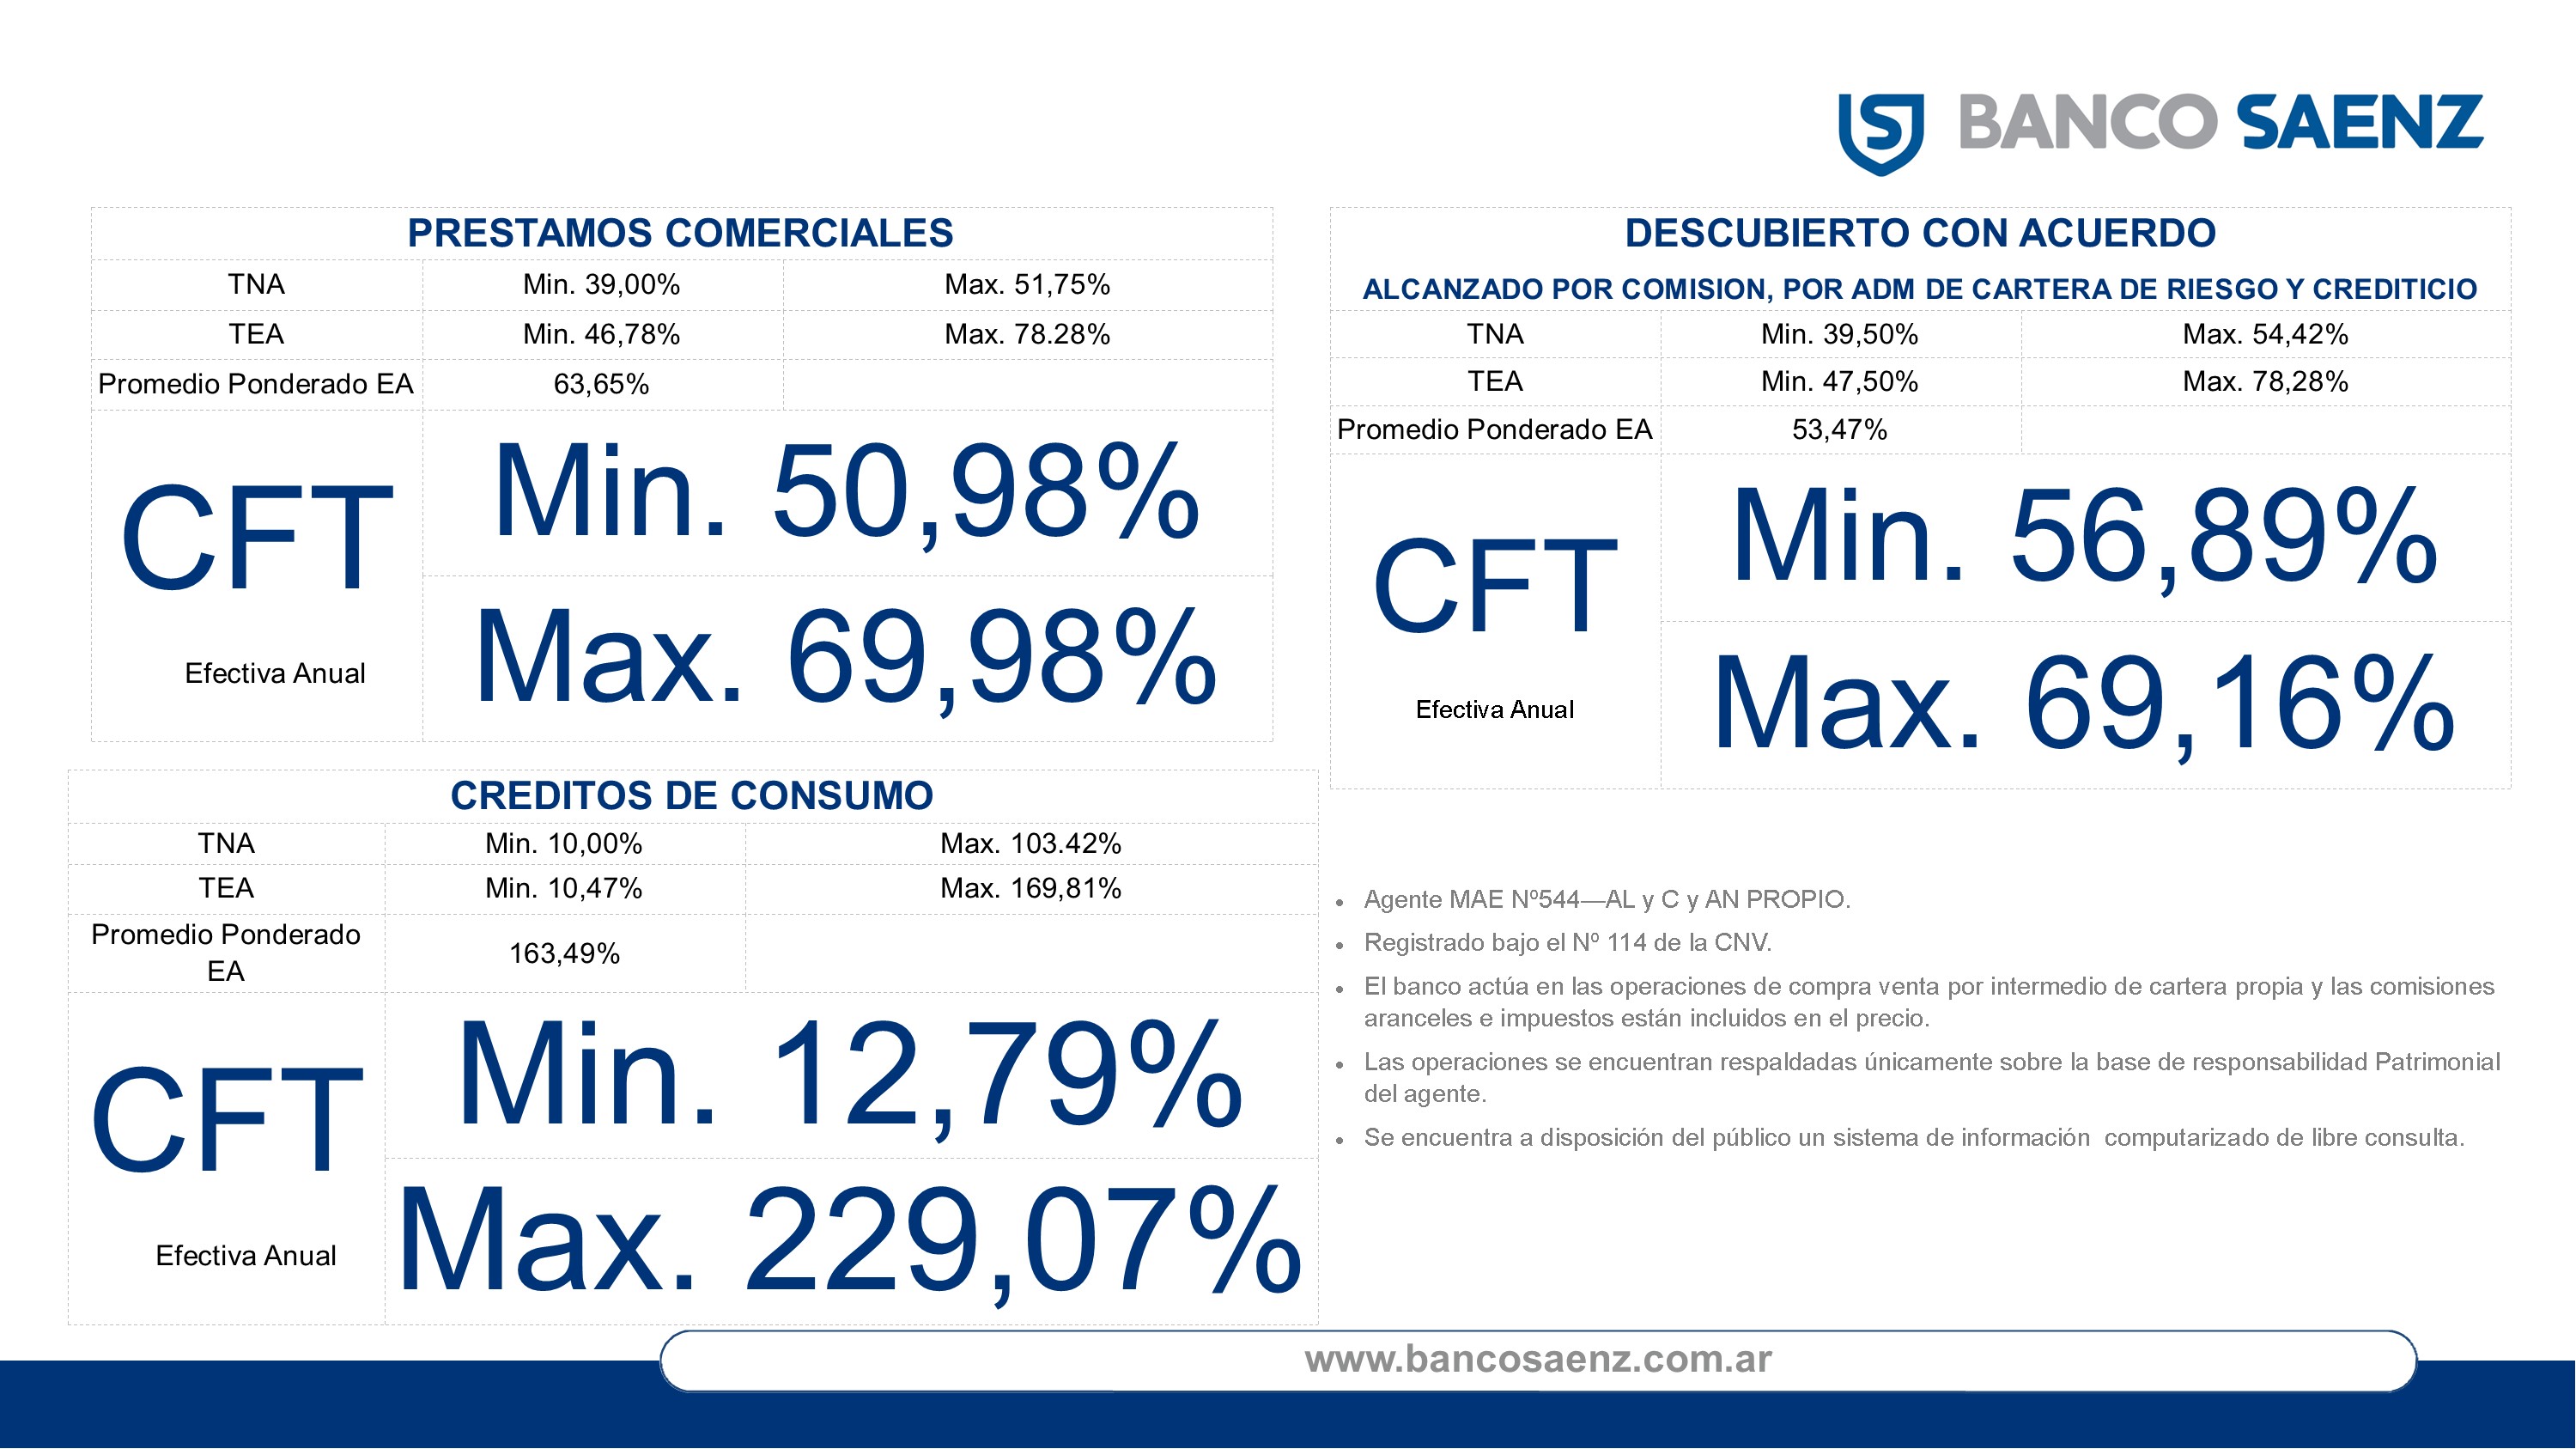 BANCO SAENZ
PRESTAMOS COMERCIALES
TNA Min. 39,00% Max. 51,75%
TEA Min. 46,78% Max. 78.28%
Promedio Ponderado EA 63,65%
CFT
Efectiva Anual
Min. 50,98%
Max. 69,98%
DESCUBIERTO CON ACUERDO
ALCANZADO POR COMISION, POR ADM DE CARTERA DE RIESGO Y CREDITICIO
TNA Min. 39,50% Max. 54,42%
TEA Min. 47,50% Max. 78,28%
Promedio Ponderado EA 53,47%
CFT
Efectiva Anual
Min. 56,89%
Max. 69,16%
CREDITOS DE CONSUMO
TNA Min. 10,00% Max. 103.42%
TEA Min. 10,47% Max. 169,81%
Promedio Ponderado
EA
163,49%
CFT
Efectiva Anual
Min. 12,79%
Max. 229,07%
• Agente MAE Nº544—AL y C y AN PROPIO.
• Registrado bajo el Nº 114 de la CNV.
• El banco actúa en las operaciones de compra venta por intermedio de cartera propia y las comisiones
aranceles e impuestos están incluidos en el precio.
• Las operaciones se encuentran respaldadas únicamente sobre la base de responsabilidad Patrimonial
del agente.
• Se encuentra a disposición del público un sistema de información  computarizado de libre consulta.
www.bancosaenz.com.ar